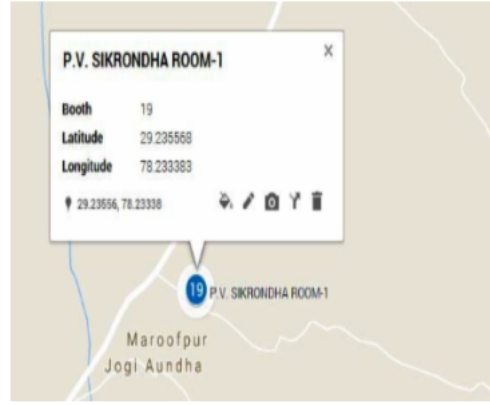 P.V. SIKRONDHA ROOM-1 ×
Booth 19
Latitude 29.235568
Longitude 78.233383
29.23556, 78.23338
19 P.V. SIKRONDHA ROOM-1
Maroofpur
Jogi Aundha